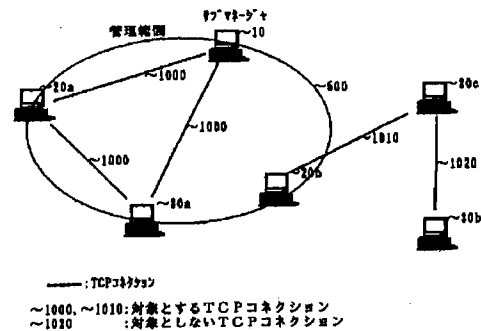 サブマネージャ
管理範囲
10
20a
~1000
~600
20c
~1000
~1010
~1000
20b
~1020
30a
30b
:TCPコネクション
~1000、~1010:対象とするTCPコネクション
~1020 :対象としないTCPコネクション